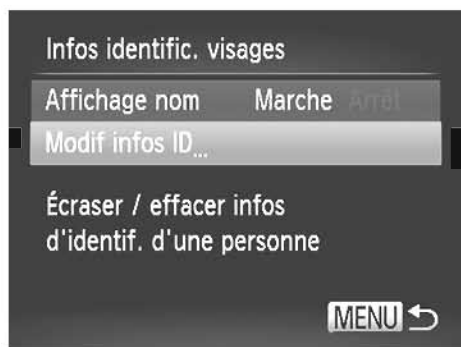 Infos identific. visages
Affichage nom Marche Arrêt
Modif infos ID...
Écraser / effacer infos
d'identif. d'une personne
MENU